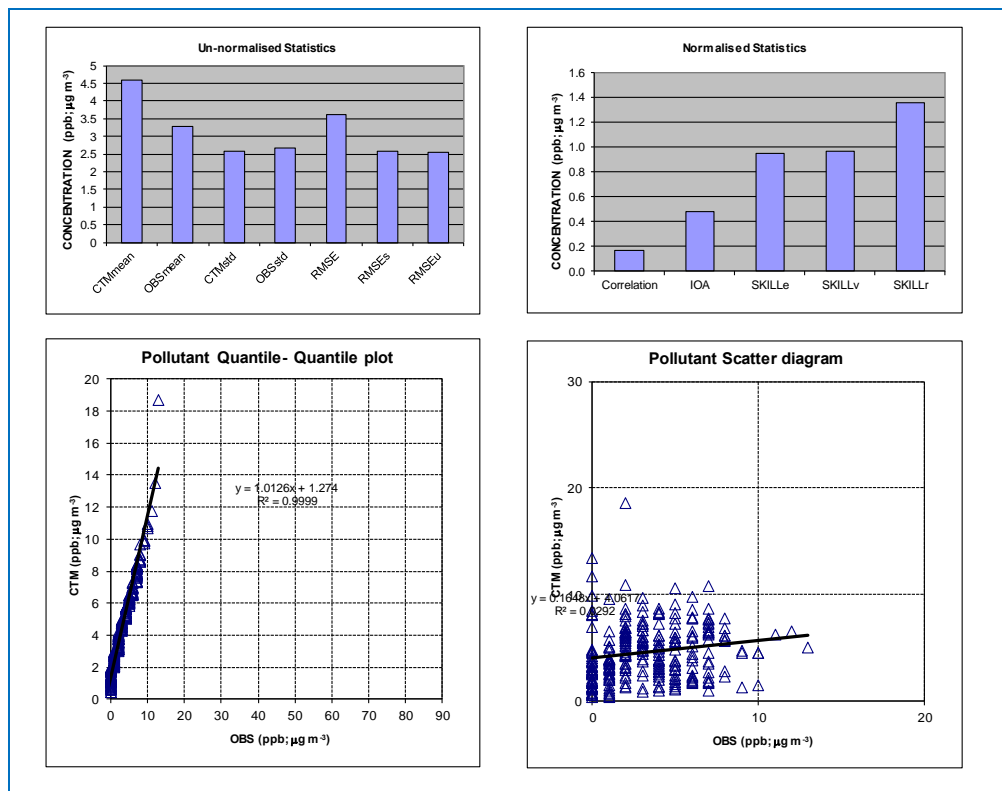 Un-normalised Statistics
CONCENTRATION (ppb; µg m-3)
5
4.5
4
3.5
3
2.5
2
1.5
1
0.5
0
CTMmean
OBSmean
CTMstd
OBSstd
RMSE
RMSEs
RMSEu
Normalised Statistics
CONCENTRATION (ppb; µg m-3)
1.6
1.4
1.2
1.0
0.8
0.6
0.4
0.2
0.0
Correlation IOA SKILLe SKILLv SKILLr
Pollutant Quantile- Quantile plot
CTM (ppb; µg m-3)
20
18
16
14
12
10
8
6
4
2
0
y = 1.0126x + 1.274
R² = 0.9999
0 10 20 30 40 50 60 70 80 90
OBS (ppb; µg m-3)
Pollutant Scatter diagram
CTM (ppb; µg m-3)
30
20
10
0
y = 0.1648x + 4.0617
R² = 0.0292
0 10 20
OBS (ppb; µg m-3)